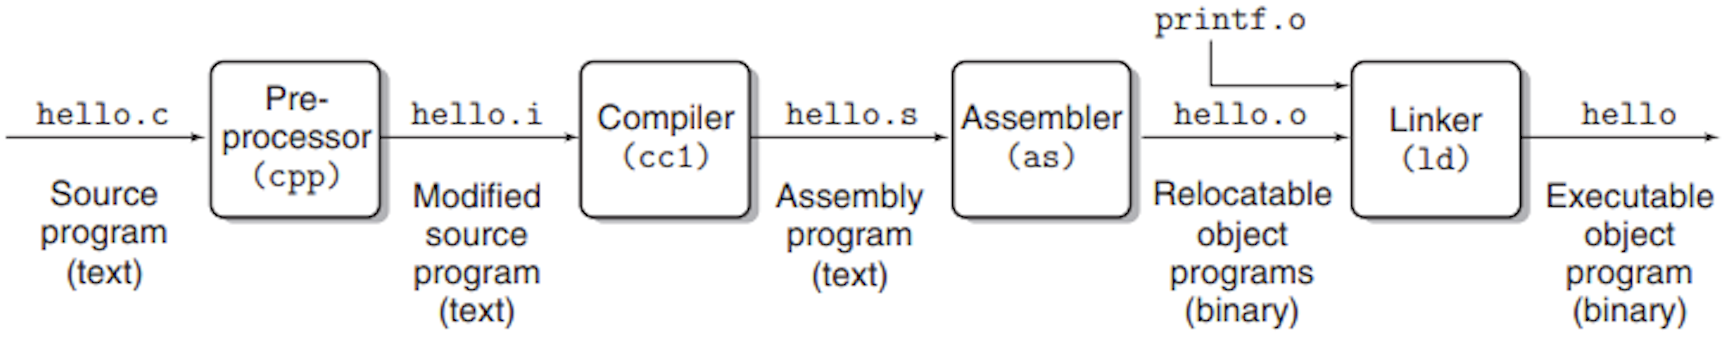 printf.o
hello.c
Pre-
processor
(cpp)
hello.i
Compiler
(cc1)
hello.s
Assembler
(as)
hello.o
Linker
(ld)
hello
Source
program
(text)
Modified
source
program
(text)
Assembly
program
(text)
Relocatable
object
programs
(binary)
Executable
object
program
(binary)